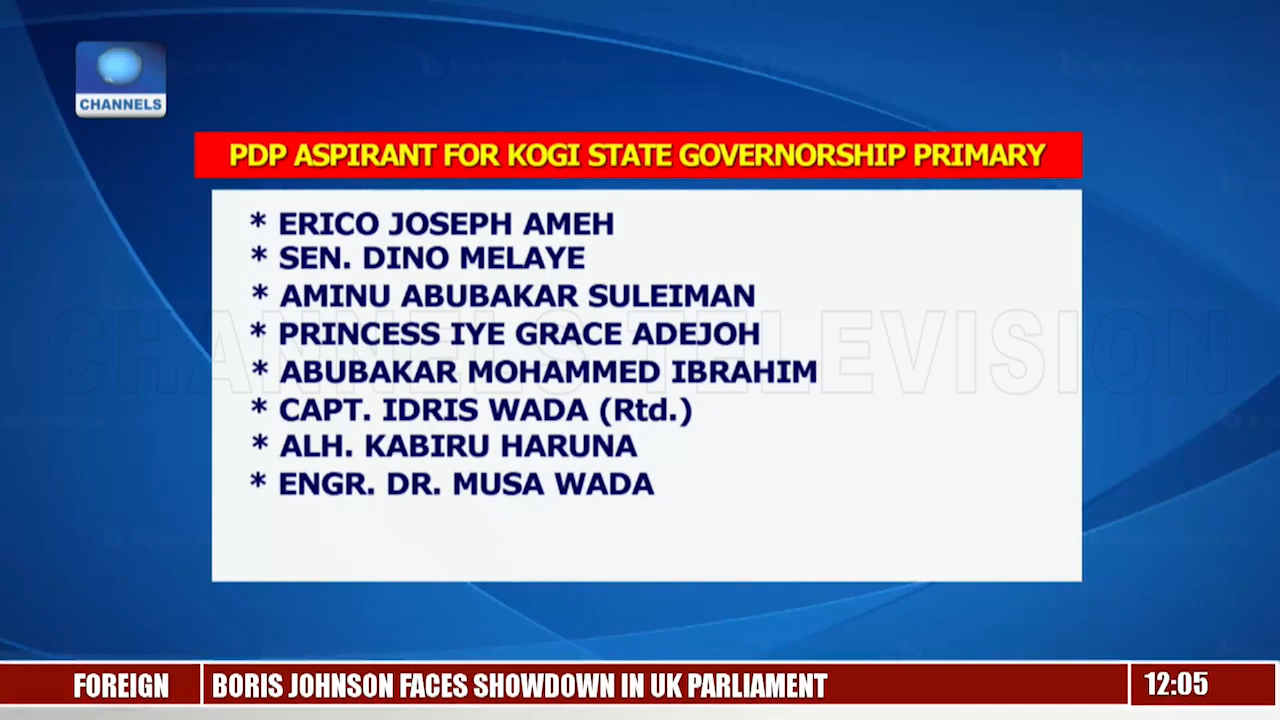 CHANNELS
PDP ASPIRANT FOR KOGI STATE GOVERNORSHIP PRIMARY
* ERICO JOSEPH AMEH
* SEN. DINO MELAYE
* AMINU ABUBAKAR SULEIMAN
* PRINCESS IYE GRACE ADEJOH
* ABUBAKAR MOHAMMED IBRAHIM
* CAPT. IDRIS WADA (Rtd.)
* ALH. KABIRU HARUNA
* ENGR. DR. MUSA WADA
CHANNELS TELEVISION
FOREIGN BORIS JOHNSON FACES SHOWDOWN IN UK PARLIAMENT 12:05